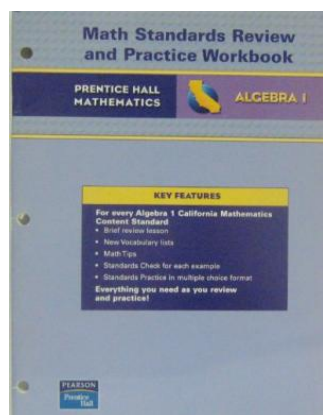 Math Standards Review
and Practice Workbook
PRENTICE HALL
MATHEMATICS
ALGEBRA 1
KEY FEATURES
For every Algebra 1 California Mathematics
Content Standard
• Brief review lesson
• New Vocabulary lists
• Math Tips
• Standards Check for each example
• Standards Practice in multiple choice format
Everything you need as you review
and practice!
PEARSON
Prentice
Hall